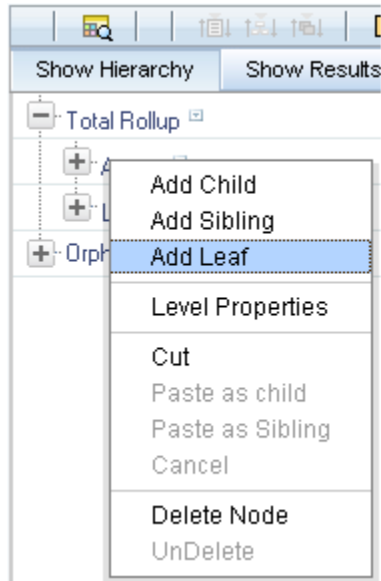 Show Hierarchy Show Results
Total Rollup
Add Child
Add Sibling
Add Leaf
Level Properties
Cut
Paste as child
Paste as Sibling
Cancel
Delete Node
UnDelete